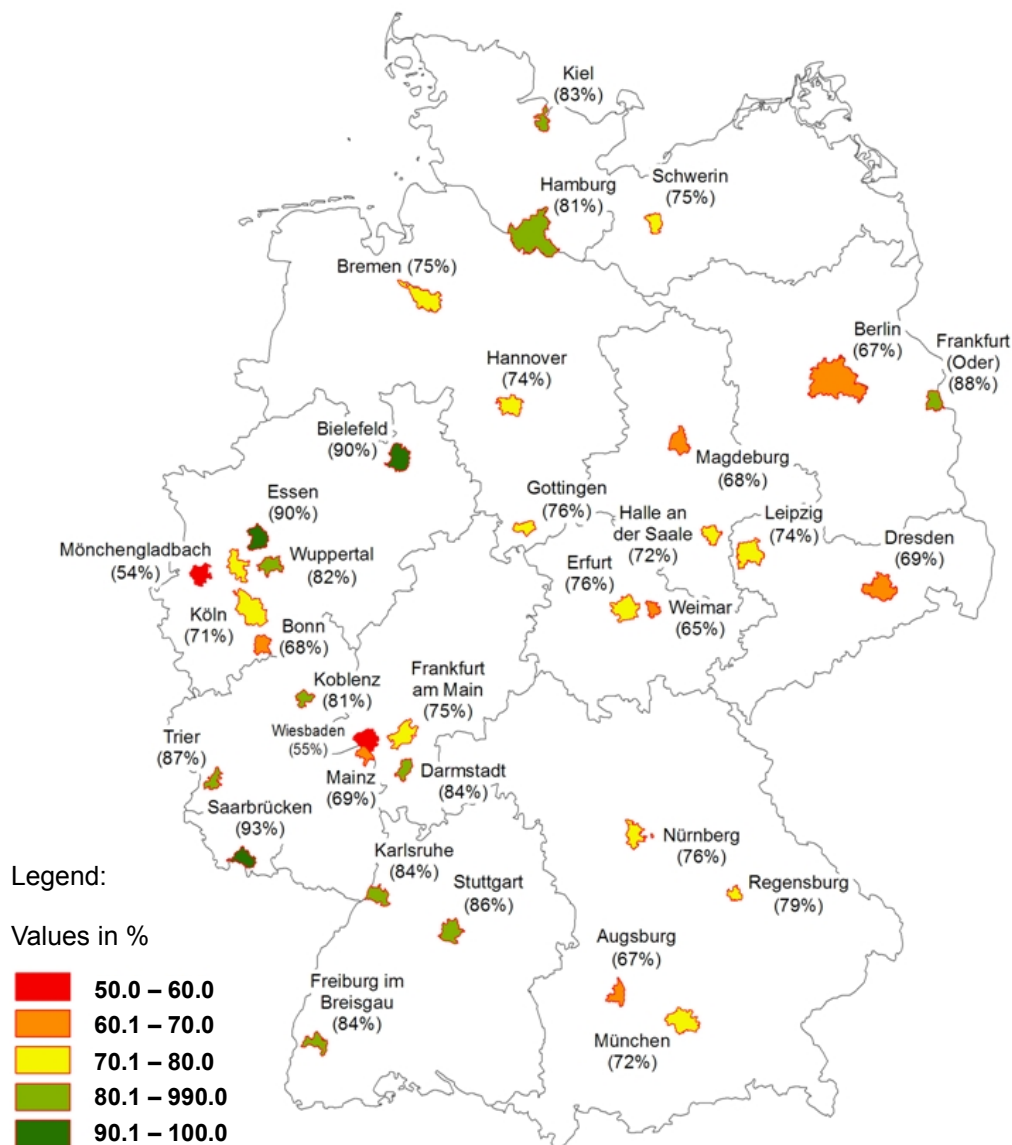 Kiel
(83%)
Hamburg
(81%)
Schwerin
(75%)
Bremen (75%)
Berlin
(67%)
Frankfurt
(Oder)
(88%)
Hannover
(74%)
Bielefeld
(90%)
Magdeburg
(68%)
Essen
(90%)
Gottingen
(76%)
Halle an
der Saale
(72%)
Leipzig
(74%)
Dresden
(69%)
Mönchengladbach
(54%)
Wuppertal
(82%)
Erfurt
(76%)
Weimar
(65%)
Köln
(71%)
Bonn
(68%)
Koblenz
(81%)
Frankfurt
am Main
(75%)
Wiesbaden
(55%)
Trier
(87%)
Mainz
(69%)
Darmstadt
(84%)
Saarbrücken
(93%)
Nürnberg
(76%)
Karlsruhe
(84%)
Stuttgart
(86%)
Regensburg
(79%)
Augsburg
(67%)
Freiburg im
Breisgau
(84%)
München
(72%)
Legend:
Values in %
50.0 – 60.0
60.1 – 70.0
70.1 – 80.0
80.1 – 990.0
90.1 – 100.0